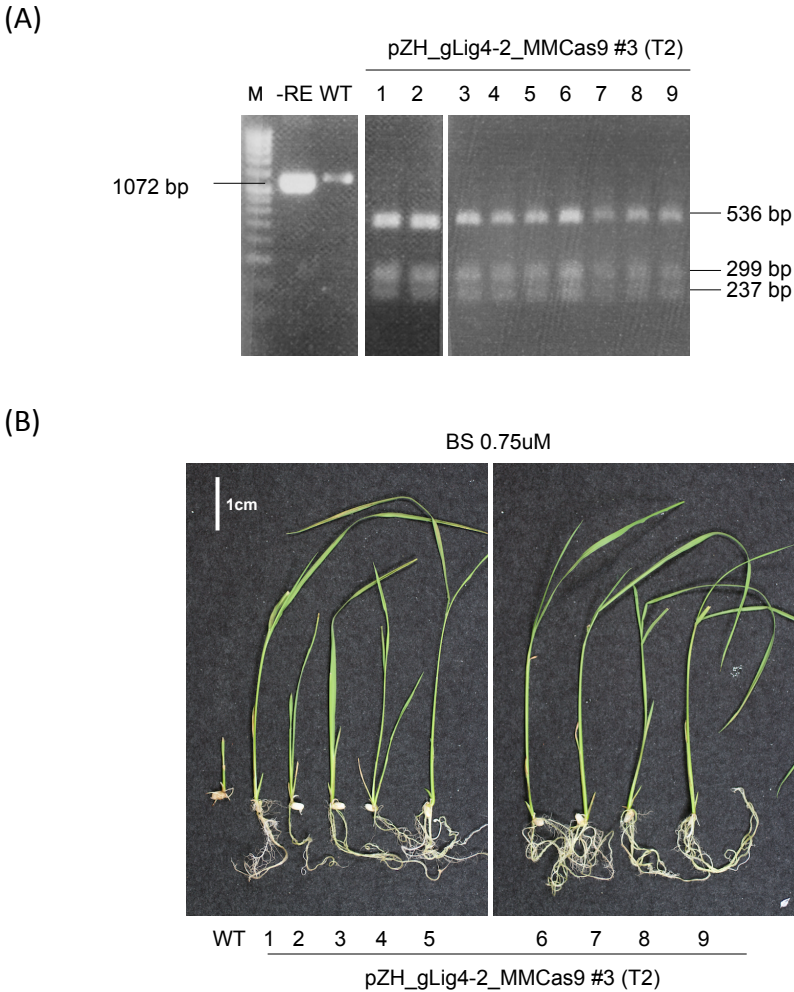 (A)
pZH_gLig4-2_MMCas9 #3 (T2)
M -RE WT 1 2 3 4 5 6 7 8 9
1072 bp
536 bp
299 bp
237 bp
(B)
BS 0.75uM
1cm
WT 1 2 3 4 5 6 7 8 9
pZH_gLig4-2_MMCas9 #3 (T2)